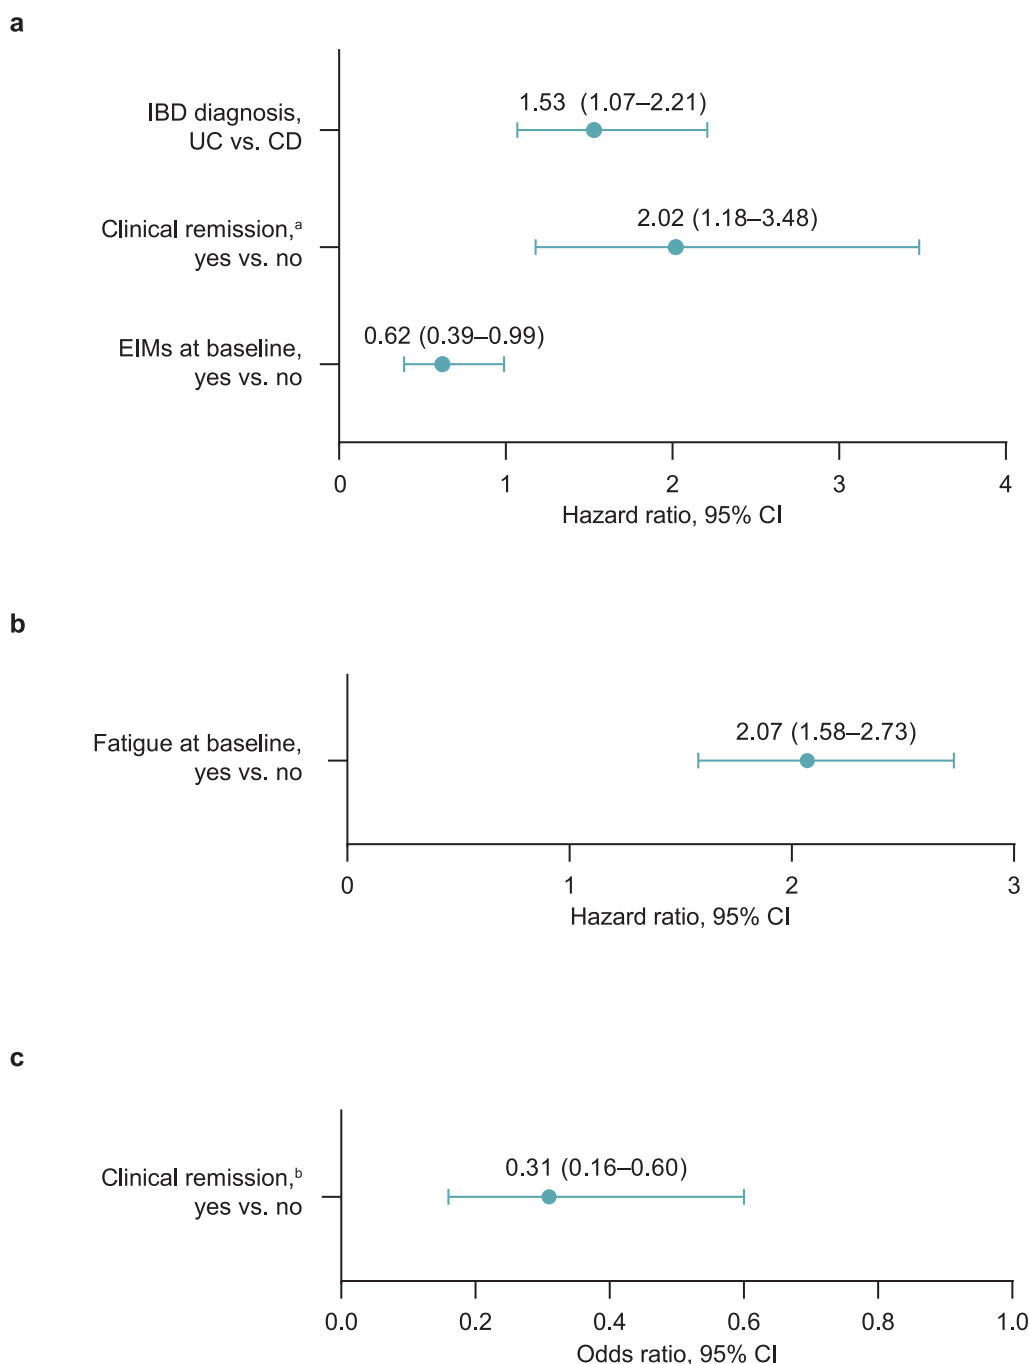 a
IBD diagnosis,
UC vs. CD
1.53 (1.07–2.21)
Clinical remission,ᵃ
yes vs. no
2.02 (1.18–3.48)
EIMs at baseline,
yes vs. no
0.62 (0.39–0.99)
0 1 2 3 4
Hazard ratio, 95% CI
b
Fatigue at baseline,
yes vs. no
2.07 (1.58–2.73)
0 1 2 3
Hazard ratio, 95% CI
c
Clinical remission,ᵇ
yes vs. no
0.31 (0.16–0.60)
0.0 0.2 0.4 0.6 0.8 1.0
Odds ratio, 95% CI